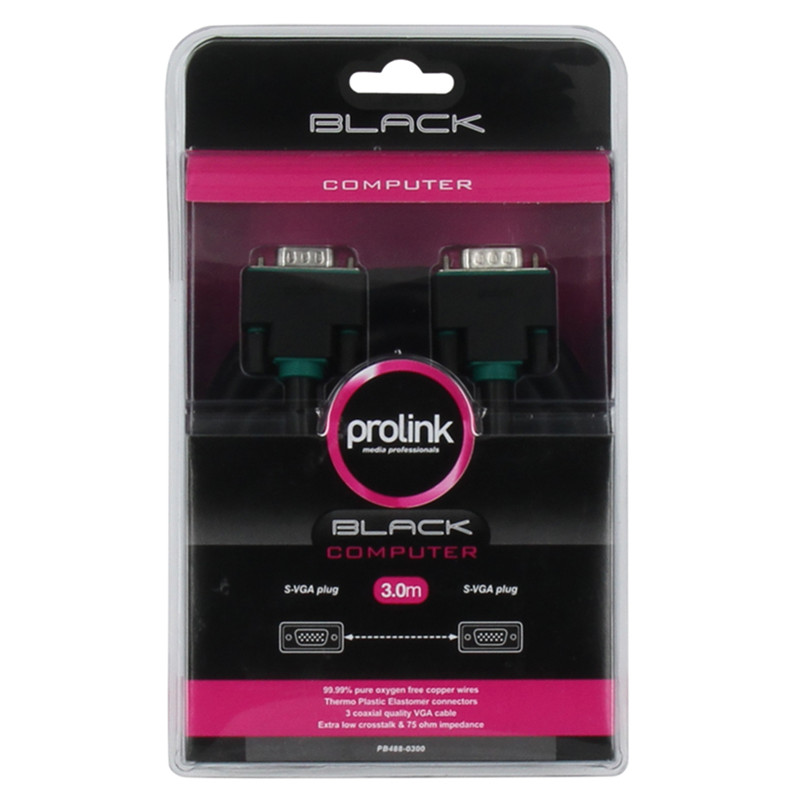 BLACK
COMPUTER
prolink
media professionals
BLACK
COMPUTER
S-VGA plug 3.0m S-VGA plug
99.99% pure oxygen free copper wires
Thermo Plastic Elastomer connectors
3 coaxial quality VGA cable
Extra low crosstalk & 75 ohm impedance
PB488-0300